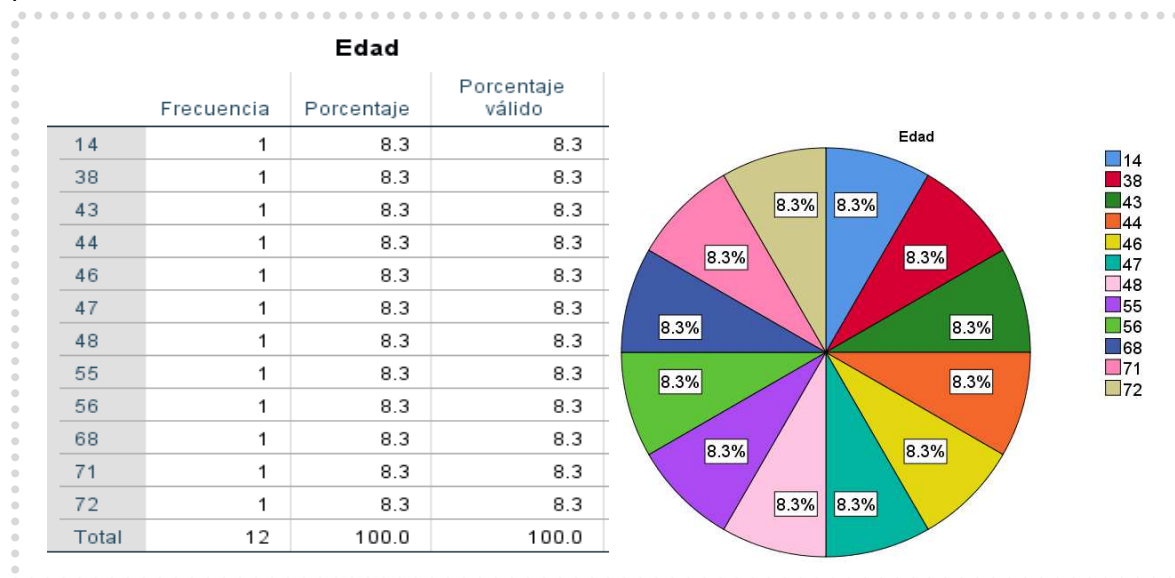 Edad
Frecuencia Porcentaje Porcentaje válido
14 1 8.3 8.3
38 1 8.3 8.3
43 1 8.3 8.3
44 1 8.3 8.3
46 1 8.3 8.3
47 1 8.3 8.3
48 1 8.3 8.3
55 1 8.3 8.3
56 1 8.3 8.3
68 1 8.3 8.3
71 1 8.3 8.3
72 1 8.3 8.3
Total 12 100.0 100.0
Edad
8.3% 8.3%
8.3% 8.3%
8.3% 8.3%
8.3% 8.3%
8.3% 8.3%
8.3% 8.3%
14
38
43
44
46
47
48
55
56
68
71
72